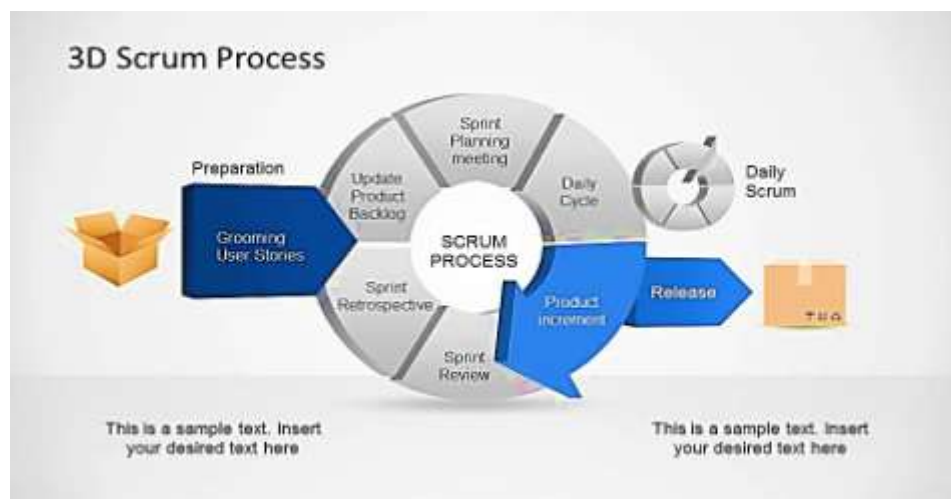 3D Scrum Process
Preparation
Grooming
User Stories
Update
Product
Backlog
Sprint
Planning
meeting
Daily
Cycle
Daily
Scrum
SCRUM
PROCESS
Sprint
Retrospective
Sprint
Review
Product
increment
Release
This is a sample text. Insert
your desired text here
This is a sample text. Insert
your desired text here